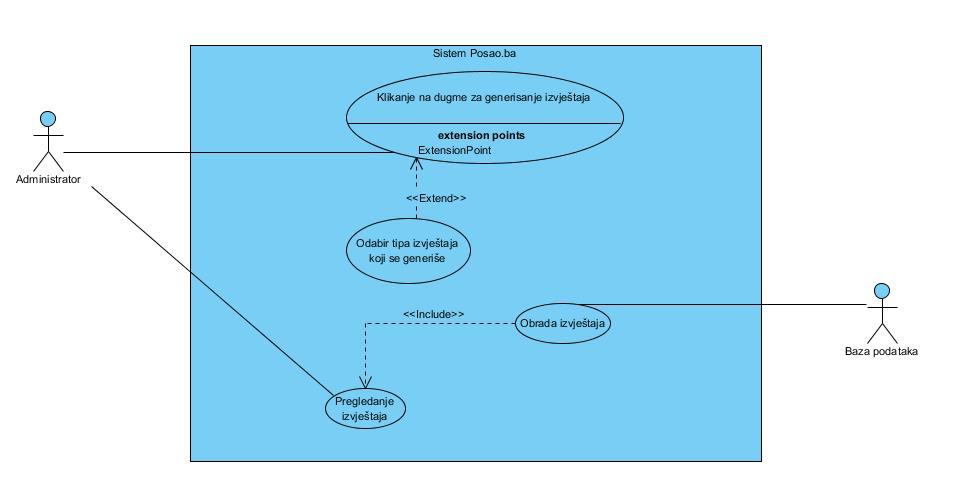 Sistem Posao.ba
Klikanje na dugme za generisanje izvještaja
extension points
ExtensionPoint
Administrator
<<Extend>>
Odabir tipa izvještaja
koji se generiše
<<Include>>
Obrada izvještaja
Baza podataka
Pregledanje
izvještaja